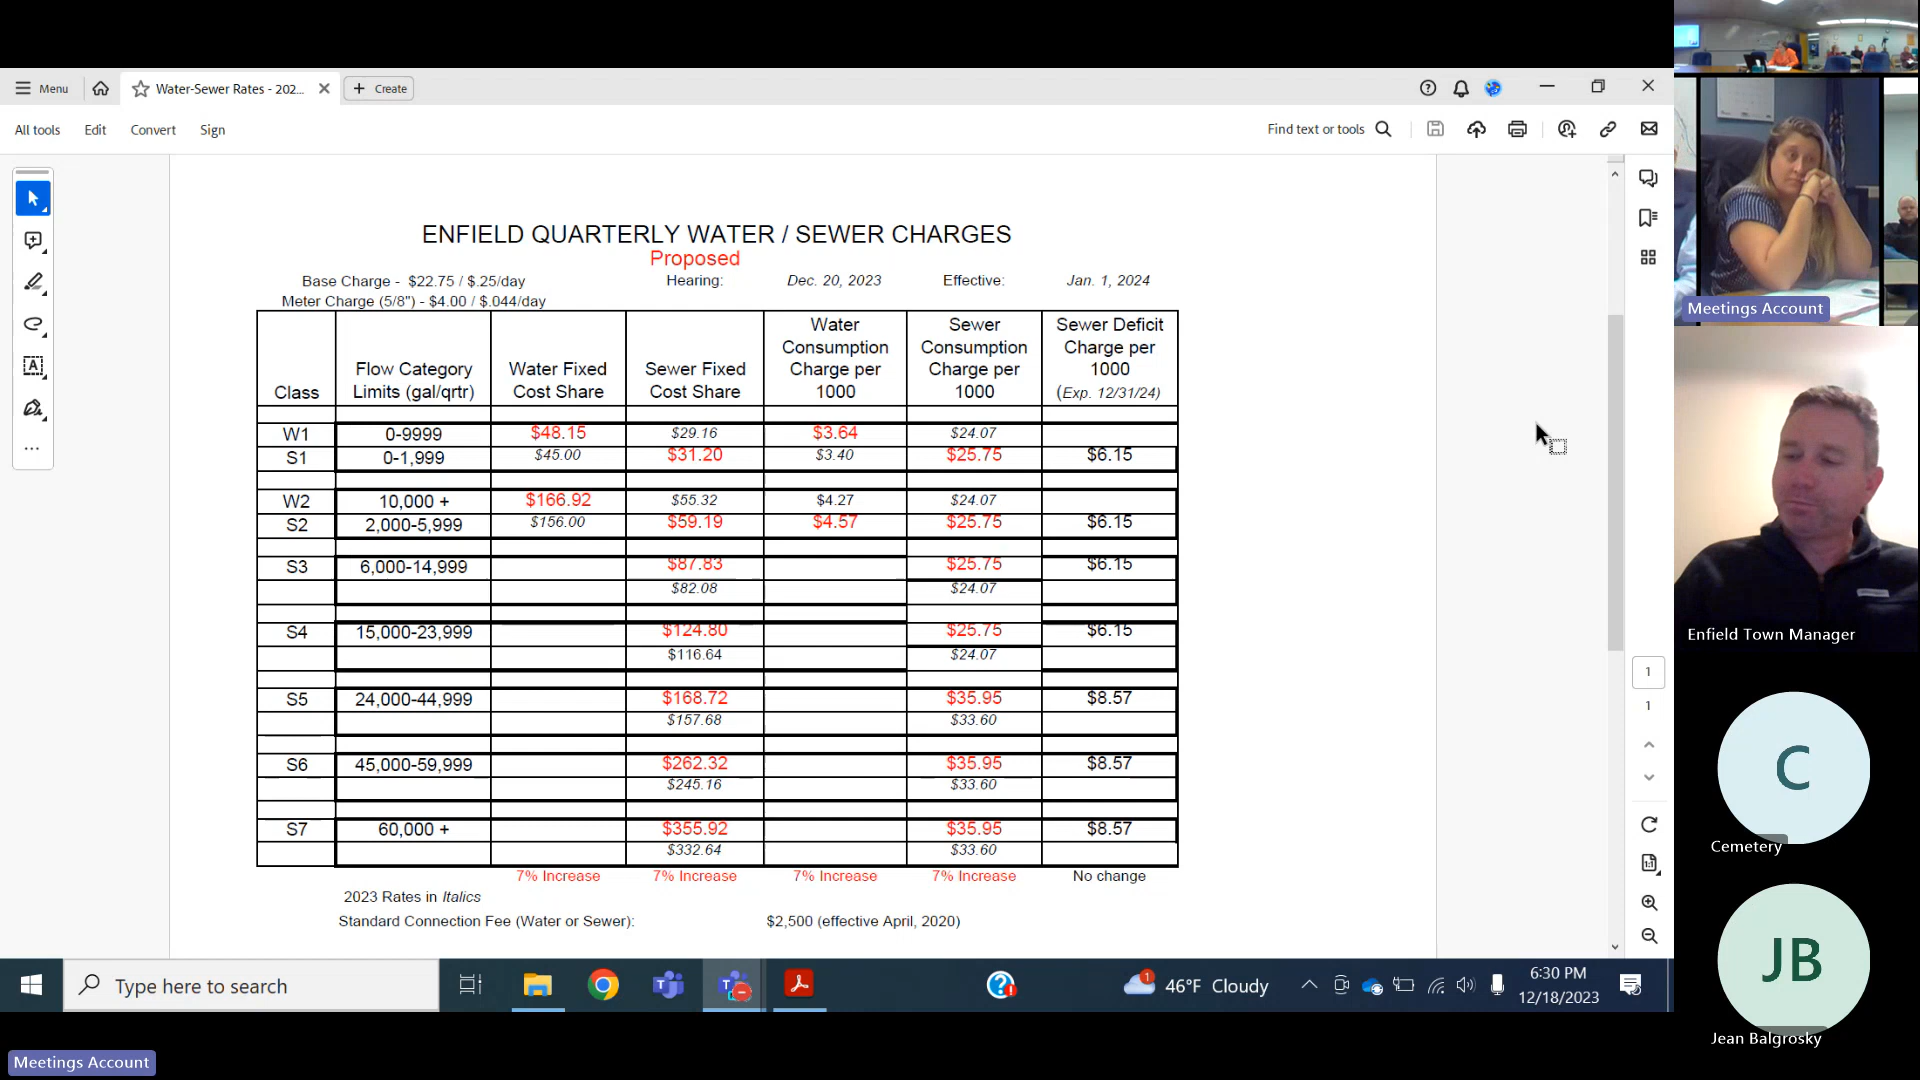 Menu
Water-Sewer Rates - 202...
Create
All tools
Edit
Convert
Sign
Find text or tools
ENFIELD QUARTERLY WATER / SEWER CHARGES
Proposed
Base Charge - $22.75 / $.25/day Hearing: Dec. 20, 2023 Effective: Jan. 1, 2024
Meter Charge (5/8") - $4.00 / $.044/day
Class
Flow Category Limits (gal/qrtr)
Water Fixed Cost Share
Sewer Fixed Cost Share
Water Consumption Charge per 1000
Sewer Consumption Charge per 1000
Sewer Deficit Charge per 1000 (Exp. 12/31/24)
W1 0-9999 $48.15 $29.16 $3.64 $24.07
S1 0-1,999 $45.00 $31.20 $3.40 $25.75 $6.15
W2 10,000 + $166.92 $55.32 $4.27 $24.07
S2 2,000-5,999 $156.00 $59.19 $4.57 $25.75 $6.15
S3 6,000-14,999 $87.83 $25.75 $6.15
$82.08 $24.07
S4 15,000-23,999 $124.80 $25.75 $6.15
$116.64 $24.07
S5 24,000-44,999 $168.72 $35.95 $8.57
$157.68 $33.60
S6 45,000-59,999 $262.32 $35.95 $8.57
$245.16 $33.60
S7 60,000 + $355.92 $35.95 $8.57
$332.64 $33.60
7% Increase 7% Increase 7% Increase 7% Increase No change
2023 Rates in Italics
Standard Connection Fee (Water or Sewer): $2,500 (effective April, 2020)
1
1
Type here to search
1
46°F Cloudy
6:30 PM
12/18/2023
Meetings Account
Meetings Account
Enfield Town Manager
C
Cemetery
JB
Jean Balgrosky